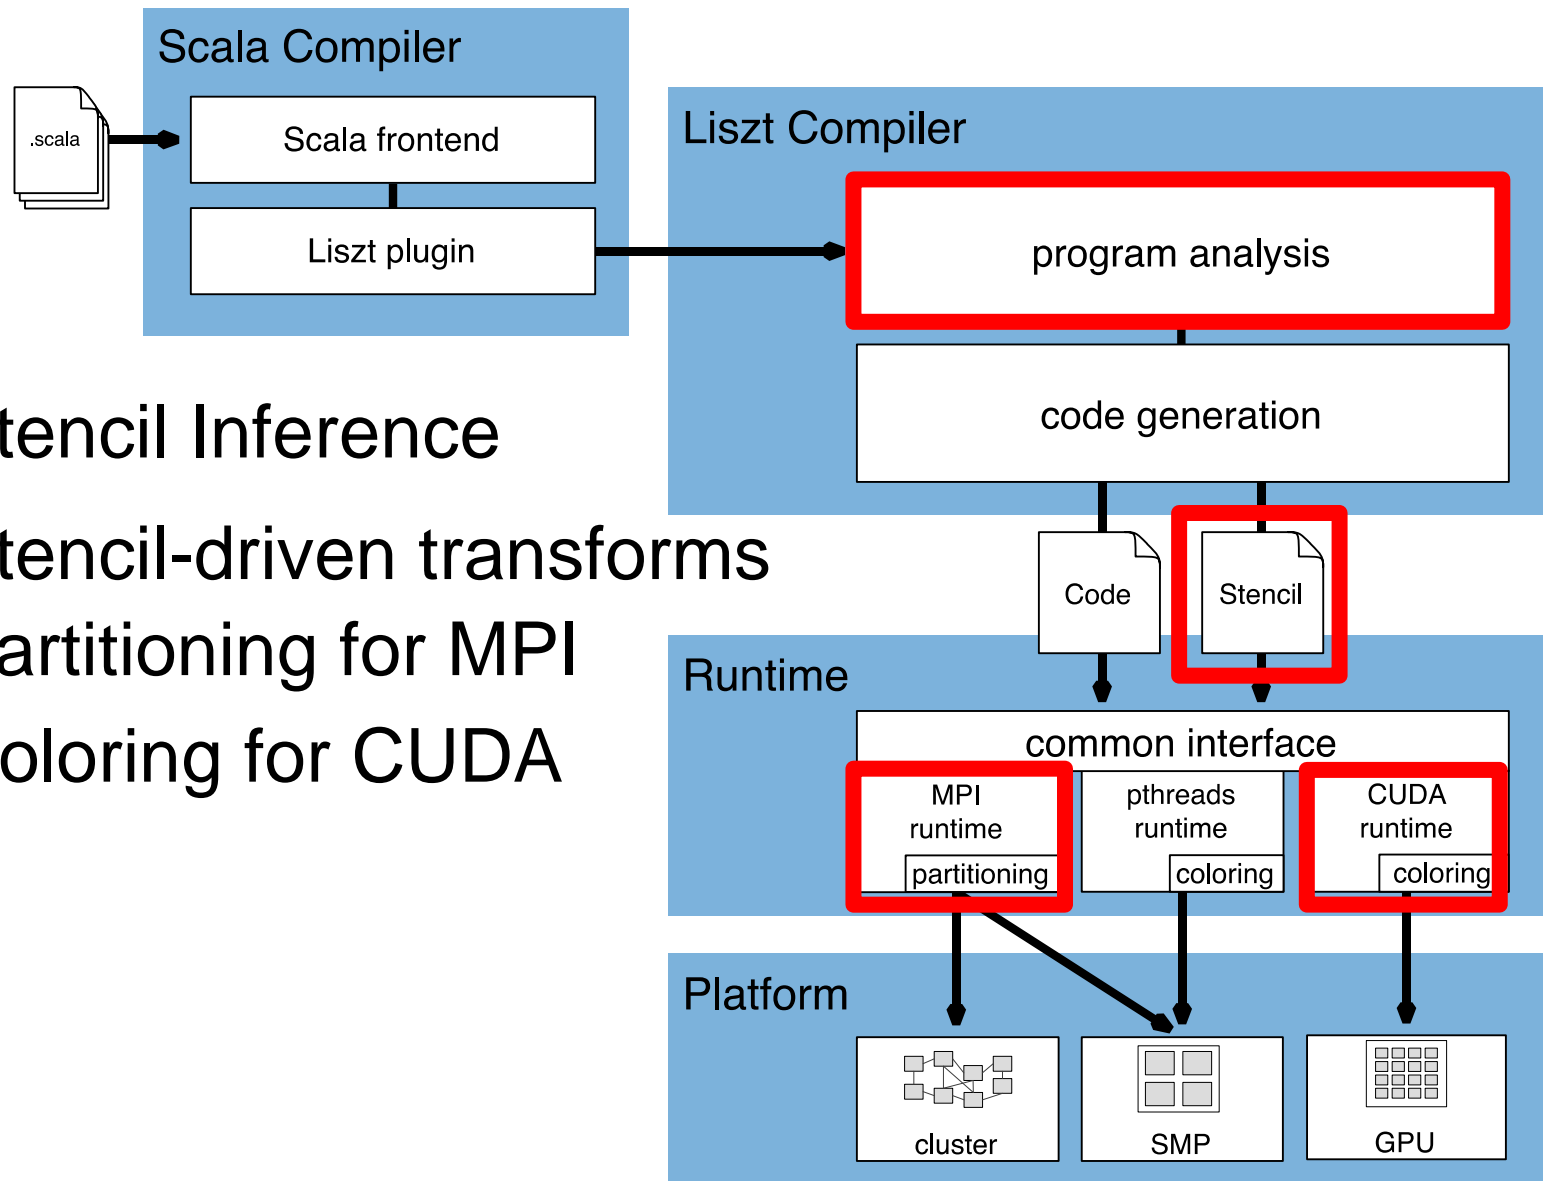 Scala Compiler
.scala
Scala frontend
Liszt plugin
Liszt Compiler
program analysis
code generation
tencil Inference
tencil-driven transforms
artitioning for MPI
oloring for CUDA
Code
Stencil
Runtime
common interface
MPI
runtime
partitioning
pthreads
runtime
coloring
CUDA
runtime
coloring
Platform
cluster
SMP
GPU